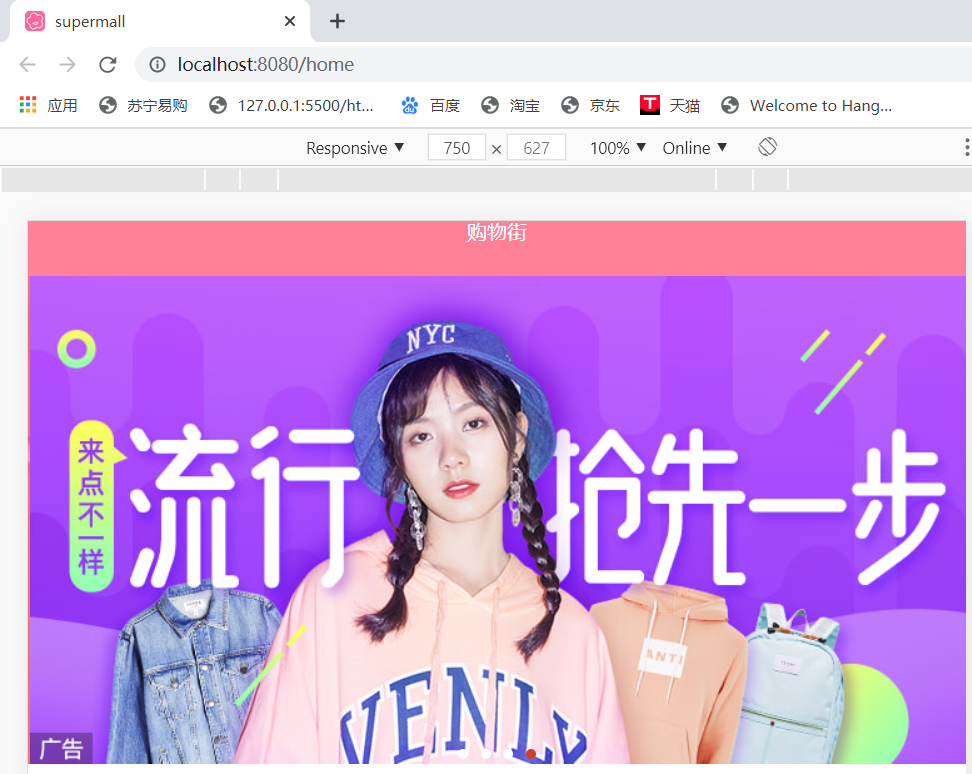 supermall
localhost:8080/home
应用 苏宁易购 127.0.0.1:5500/ht... 百度 淘宝 京东 T 天猫 Welcome to Hang...
Responsive ▼ 750 × 627 100% ▼ Online ▼
购物街
NYC
来点不一样
流行 抢先一步
ANTI
VENLY
广告